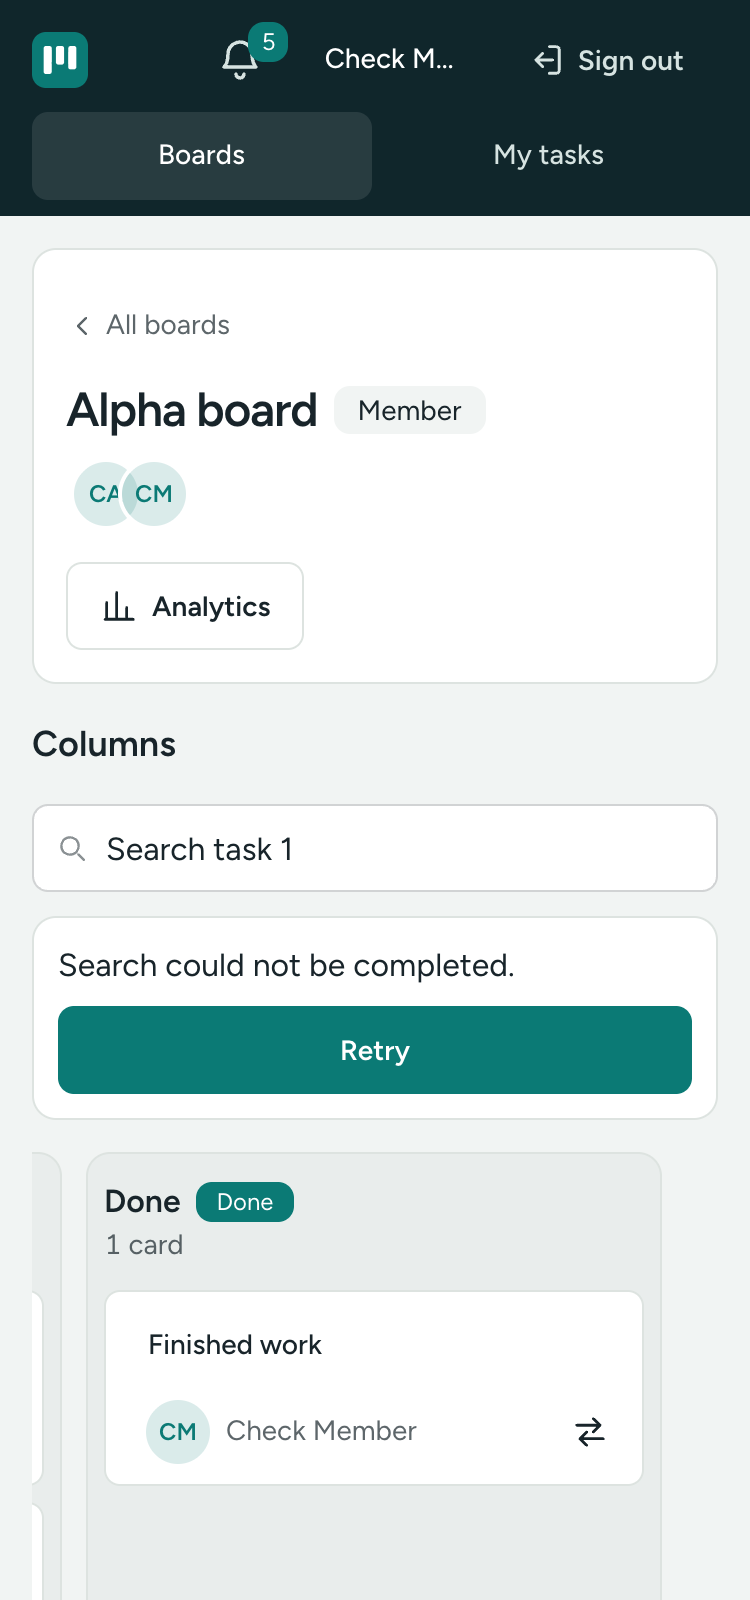 5
Check M...
Sign out
Boards
My tasks
All boards
Alpha board
Member
CA
CM
Analytics
Columns
Search task 1
Search could not be completed.
Retry
Done
Done
1 card
Finished work
CM
Check Member